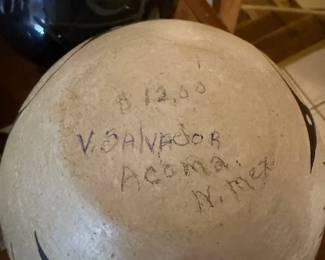 $ 12.00
V. SALVADOR
ACOMA.
N. Mex